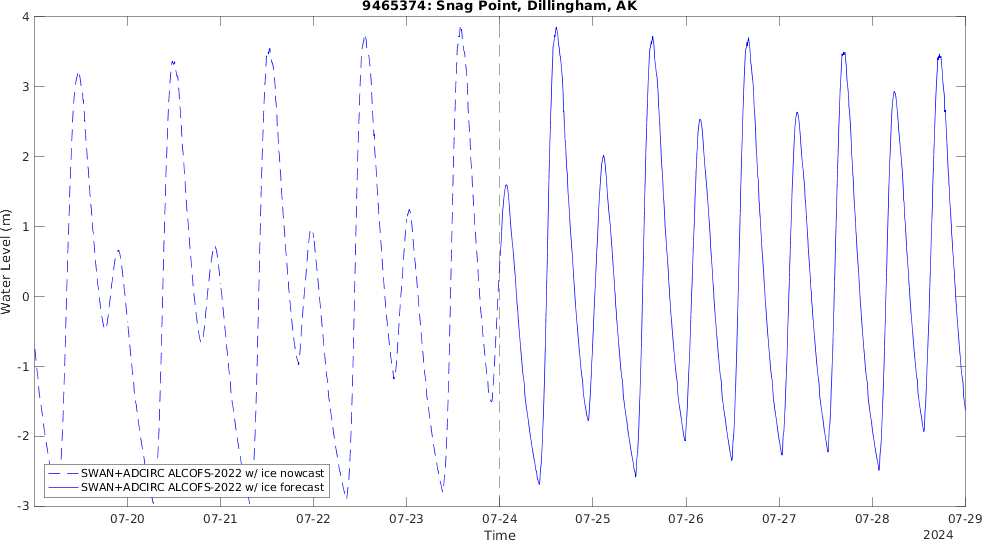 9465374: Snag Point, Dillingham, AK
4
3
2
1
0
-1
-2
-3
Water Level (m)
SWAN+ADCIRC ALCOFS-2022 w/ ice nowcast
SWAN+ADCIRC ALCOFS-2022 w/ ice forecast
07-20 07-21 07-22 07-23 07-24 07-25 07-26 07-27 07-28 07-29
Time
2024